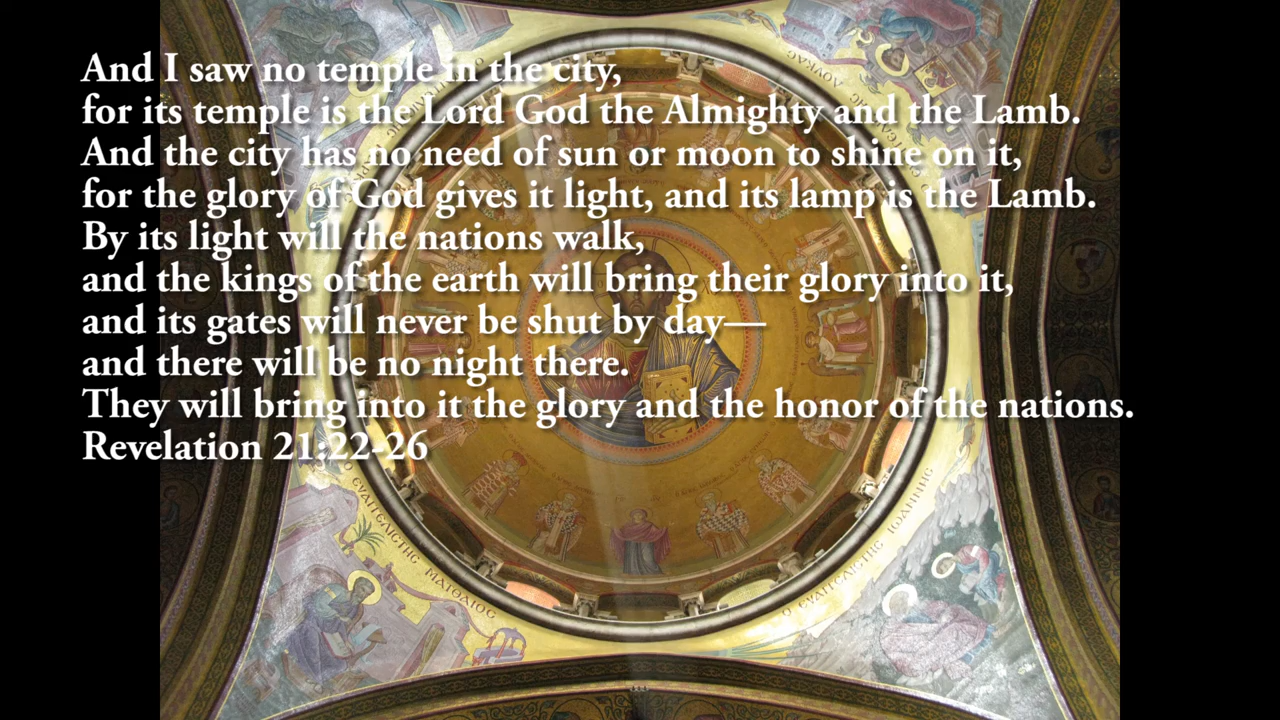 And I saw no temple in the city,
for its temple is the Lord God the Almighty and the Lamb.
And the city has no need of sun or moon to shine on it,
for the glory of God gives it light, and its lamp is the Lamb.
By its light will the nations walk,
and the kings of the earth will bring their glory into it,
and its gates will never be shut by day—
and there will be no night there.
They will bring into it the glory and the honor of the nations.
Revelation 21:22-26
Ο ΕΥΑΓΓΕΛΙΣΤΗΣ ΜΑΤΘΑΙΟΣ
Ο ΕΥΑΓΓΕΛΙΣΤΗΣ ΙΩΑΝΝΗΣ
ΛΟΥΚΑΣ